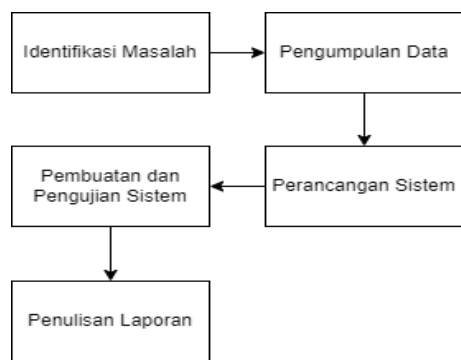 Identifikasi Masalah
Pengumpulan Data
Perancangan Sistem
Pembuatan dan
Pengujian Sistem
Penulisan Laporan